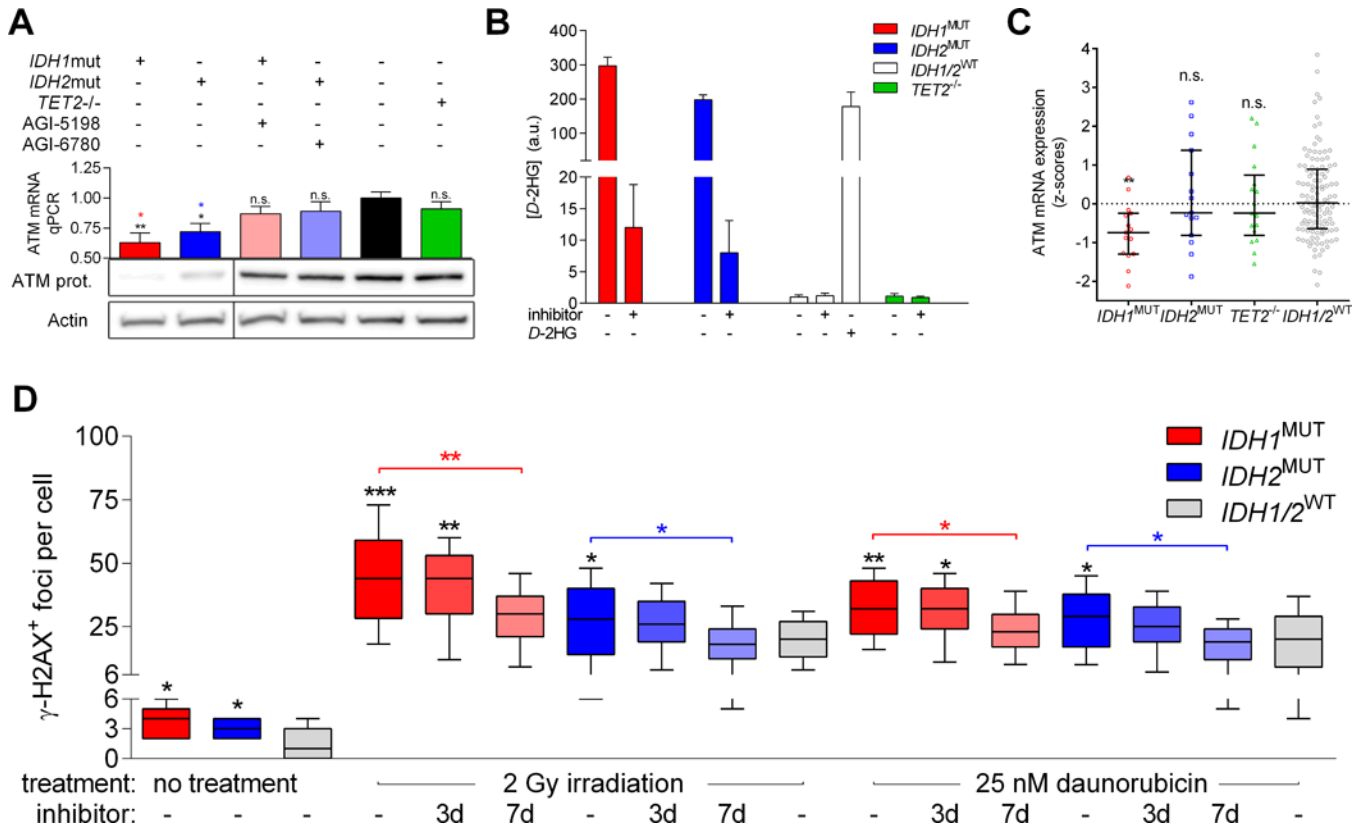 A
IDH1mut + - + - - -
IDH2mut - + - + - -
TET2-/- - - - - - +
AGI-5198 - - + - - -
AGI-6780 - - - + - -
ATM mRNA
qPCR
1.25
1.00
0.75
0.50
*
**
*
*
n.s.
n.s.
n.s.
ATM prot.
Actin
B
[D-2HG] (a.u.)
400
300
200
100
20
15
10
5
0
IDH1MUT
IDH2MUT
IDH1/2WT
TET2-/-
inhibitor - + - + - + - - +
D-2HG - - - - - - + - -
C
ATM mRNA expression
(z-scores)
4
3
2
1
0
-1
-2
**
n.s.
n.s.
IDH1MUT IDH2MUT TET2-/- IDH1/2WT
D
γ-H2AX+ foci per cell
100
75
50
25
6
6
3
0
*
*
***
**
**
*
*
**
*
*
*
*
IDH1MUT
IDH2MUT
IDH1/2WT
treatment: no treatment 2 Gy irradiation 25 nM daunorubicin
inhibitor: - - - - 3d 7d - 3d 7d - - 3d 7d - 3d 7d -